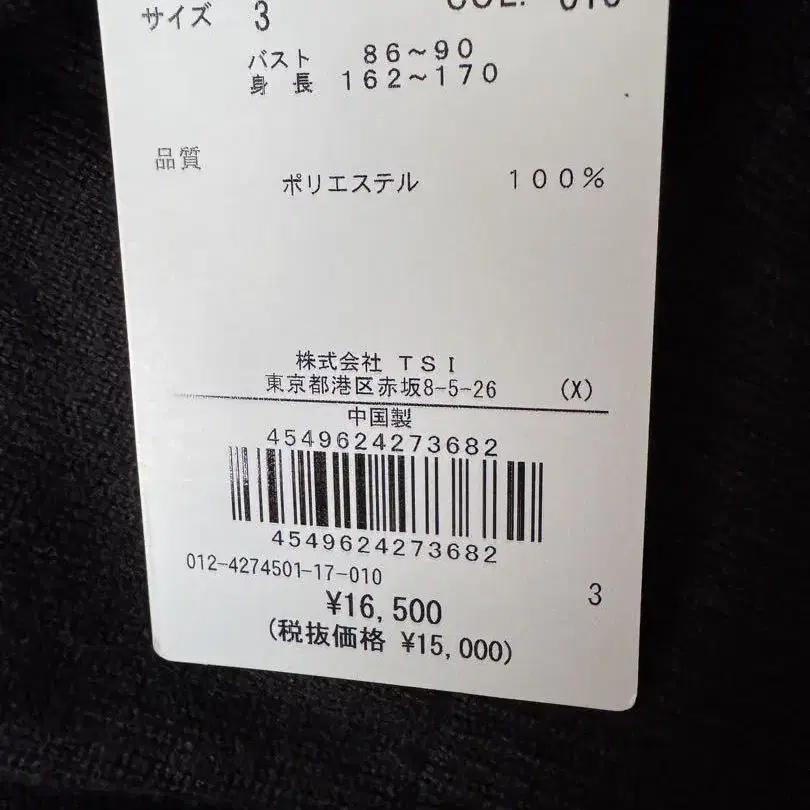 サイズ 3 COL. 010
バスト 86~90
身長 162~170
品質
ポリエステル 100%
株式会社 TSI
東京都港区赤坂8-5-26 (X)
中国製
4549624273682
4549624273682
012-4274501-17-010
3
¥16,500
(税抜価格 ¥15,000)